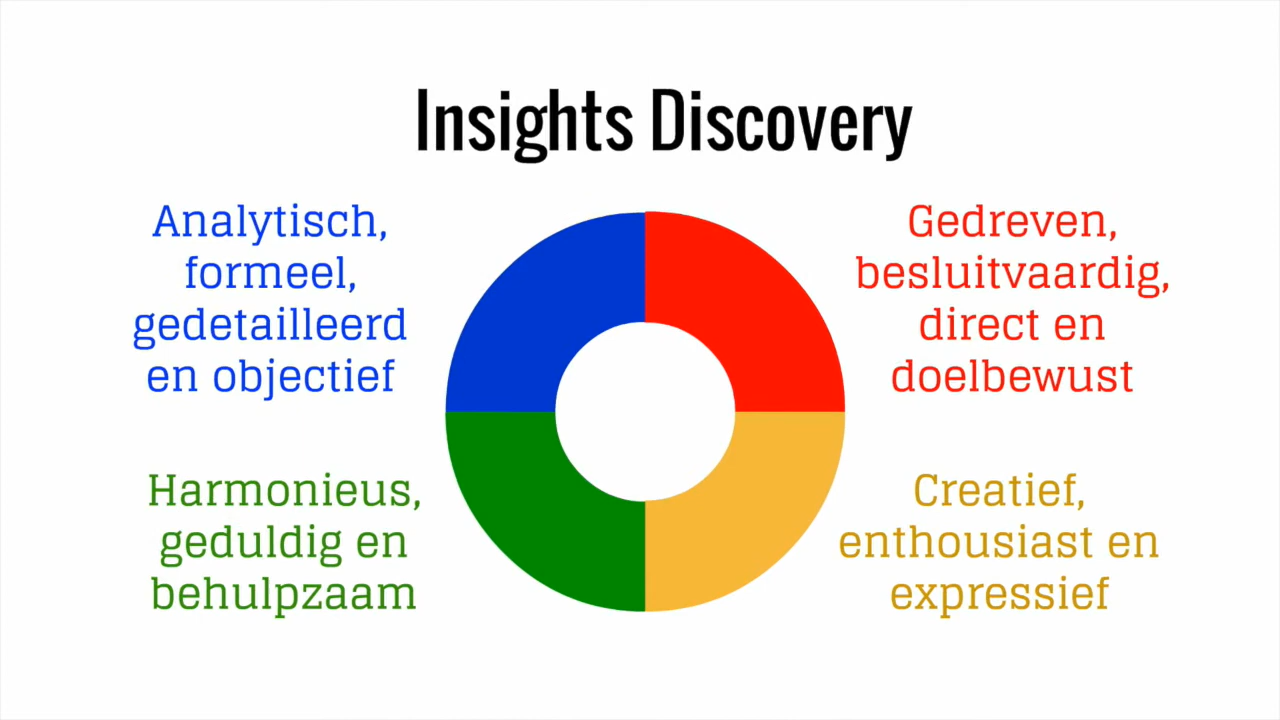 Insights Discovery
Analytisch,
formeel,
gedetailleerd
en objectief
Gedreven,
besluitvaardig,
direct en
doelbewust
Harmonieus,
geduldig en
behulpzaam
Creatief,
enthousiast en
expressief